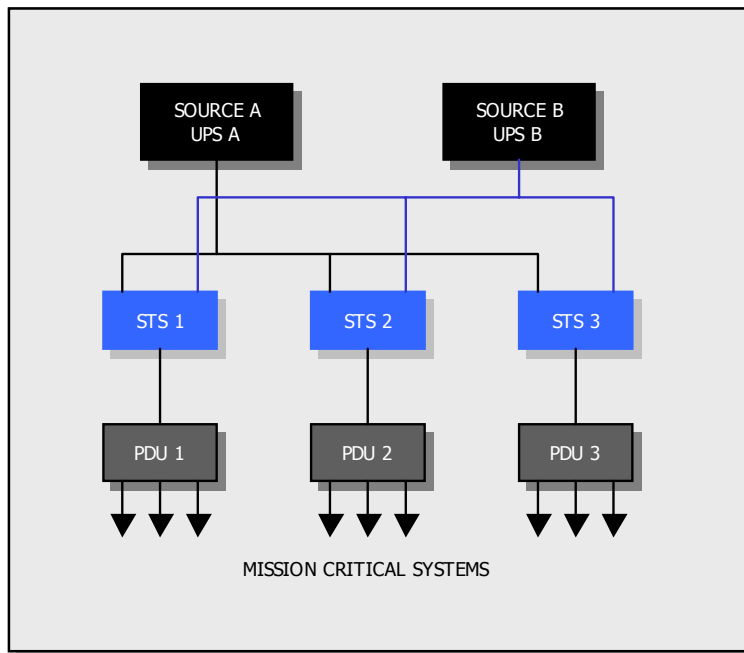 SOURCE A
UPS A
SOURCE B
UPS B
STS 1
STS 2
STS 3
PDU 1
PDU 2
PDU 3
MISSION CRITICAL SYSTEMS